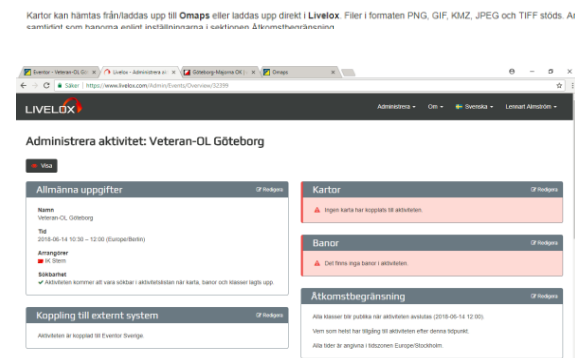 Kartor kan hämtas från/laddas upp till Omaps eller laddas upp direkt i Livelox. Filer i formaten PNG, GIF, KMZ, JPEG och TIFF stöds.
samtidigt som banorna enligt inställningarna i sektionen Åtkomstbegränsning.
Eventor - Veteran-OL Gö Livelox - Administrera ak Göteborg-Majorna OK | Omaps
Säker | https://www.livelox.com/Admin/Events/Overview/32399
LIVELOX Administrera Om Svenska Lennart Almström
Administrera aktivitet: Veteran-OL Göteborg
Visa
Allmänna uppgifter Redigera
Namn
Veteran-OL Göteborg
Tid
2018-06-14 10:30 – 12:00 (Europe/Berlin)
Arrangörer
IK Stern
Sökbarhet
Aktiviteten kommer att vara sökbar i aktivitetslistan när karta, banor och klasser lagts upp.
Koppling till externt system Redigera
Aktiviteten är kopplad till Eventor Sverige.
Kartor Redigera
Ingen karta har kopplats till aktiviteten.
Banor Redigera
Det finns inga banor i aktiviteten.
Åtkomstbegränsning Redigera
Alla klasser blir publika när aktiviteten avslutas (2018-06-14 12:00).
Vem som helst har tillgång till aktiviteten efter denna tidpunkt.
Alla tider är angivna i tidszonen Europe/Stockholm.